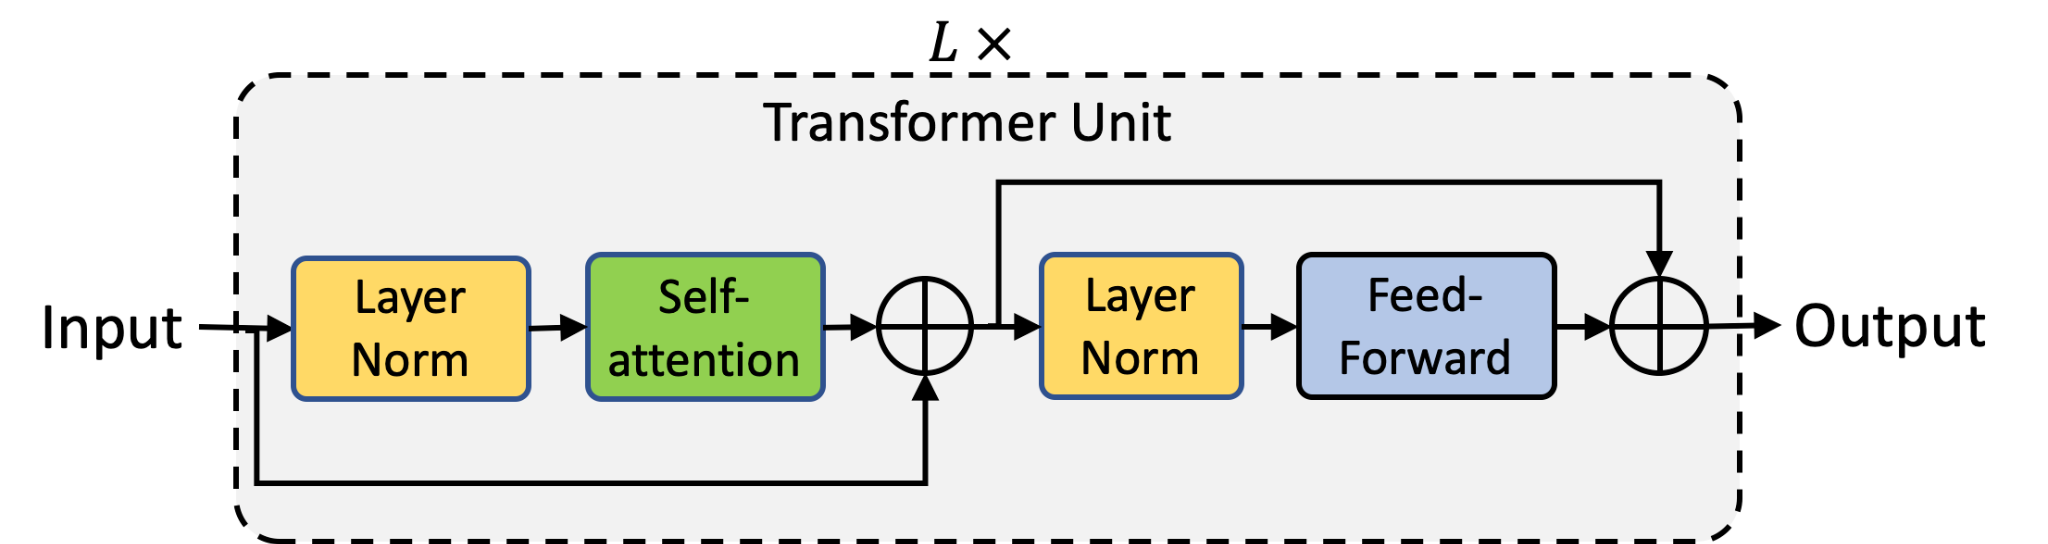 L ×
Transformer Unit
Input
Layer
Norm
Self-
attention
Layer
Norm
Feed-
Forward
Output